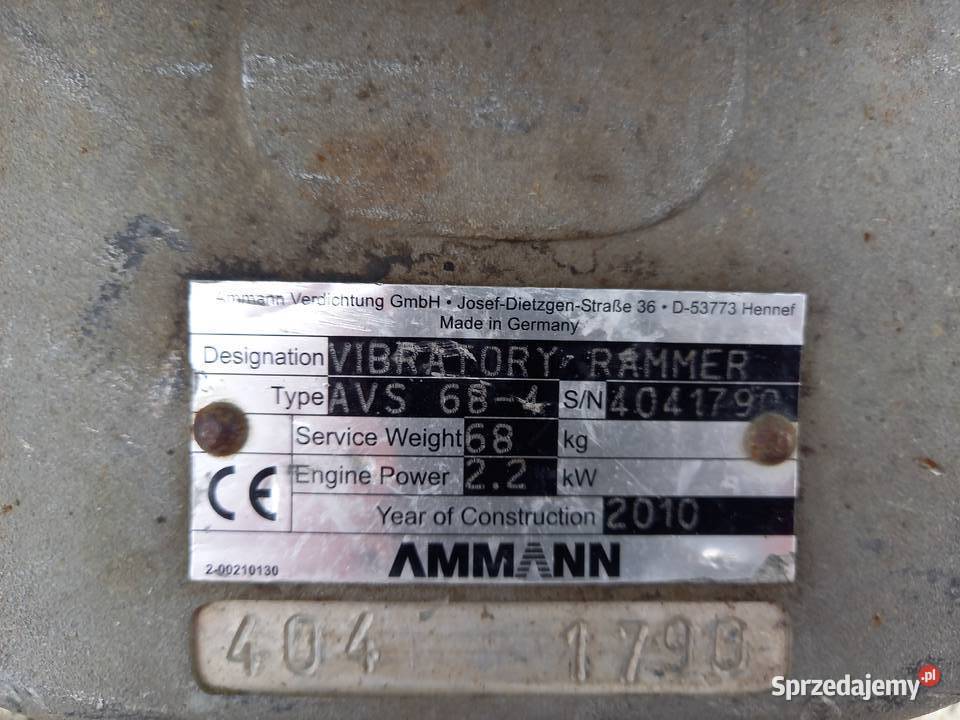 Ammann Verdichtung GmbH • Josef-Dietzgen-Straße 36 • D-53773 Hennef
Made in Germany
Designation VIBRATORY RAMMER
Type AVS 68-4 S/N 4041790
Service Weight 68 kg
Engine Power 2.2 kW
CE
Year of Construction 2010
2-00210130 AMMANN
404 1790
Sprzedajemy.pl